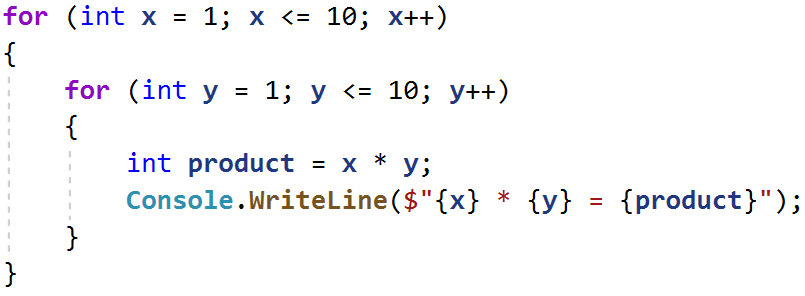 for (int x = 1; x <= 10; x++)
{
    for (int y = 1; y <= 10; y++)
    {
        int product = x * y;
        Console.WriteLine($"{x} * {y} = {product}");
    }
}